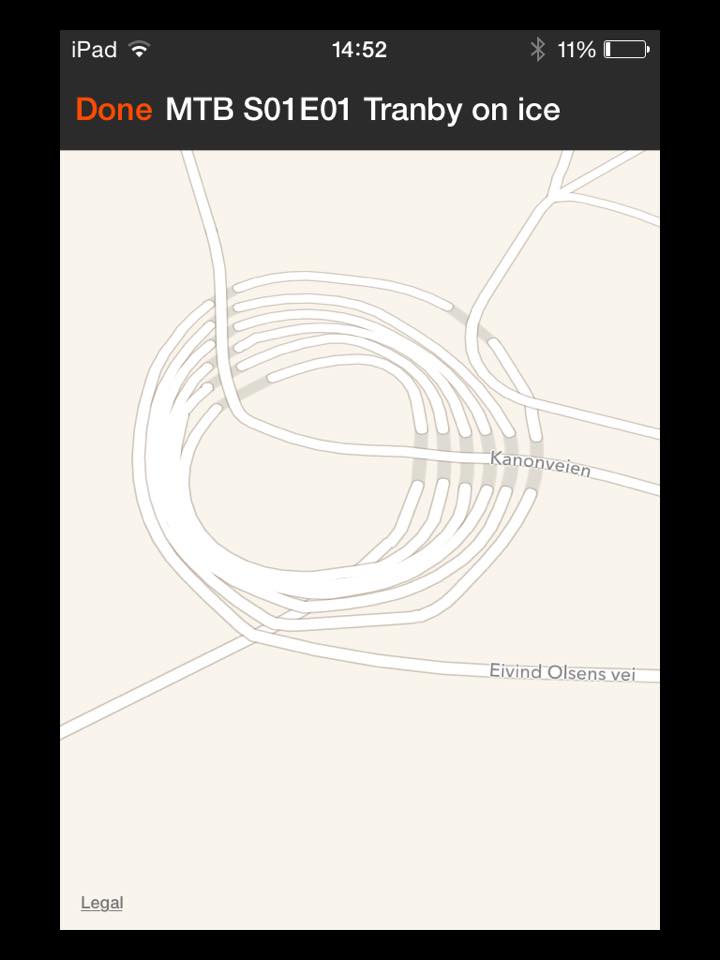 iPad 14:52 11%
Done MTB S01E01 Tranby on ice
Kanonveien
Eivind Olsens vei
Legal